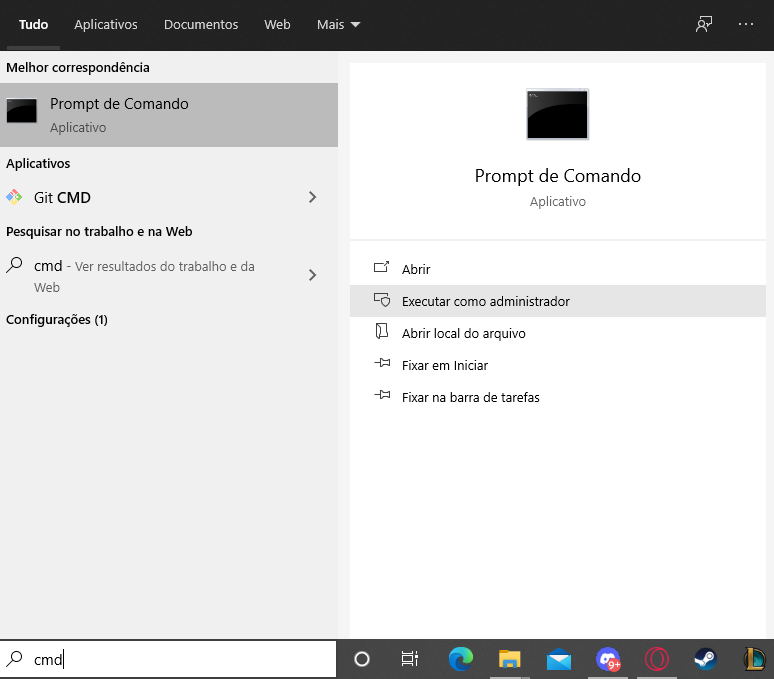 Tudo Aplicativos Documentos Web Mais
Melhor correspondência
Prompt de Comando
Aplicativo
Aplicativos
Git CMD
Pesquisar no trabalho e na Web
cmd - Ver resultados do trabalho e da
Web
Configurações (1)
Prompt de Comando
Aplicativo
Abrir
Executar como administrador
Abrir local do arquivo
Fixar em Iniciar
Fixar na barra de tarefas
cmd
9+